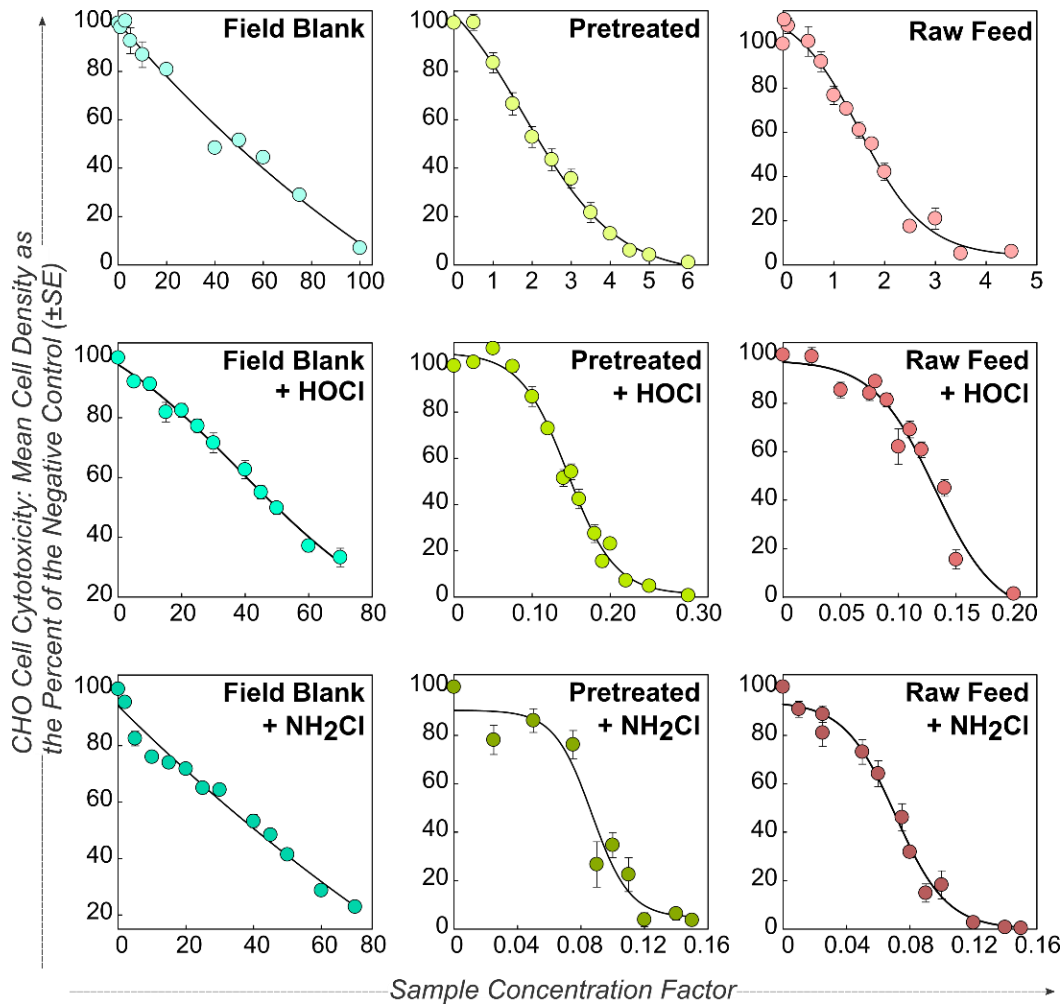 CHO Cell Cytotoxicity: Mean Cell Density as
the Percent of the Negative Control (±SE)
Field Blank
100
80
60
40
20
0
0 20 40 60 80 100
Pretreated
100
80
60
40
20
0
0 1 2 3 4 5 6
Raw Feed
100
80
60
40
20
0
0 1 2 3 4 5
Field Blank
+ HOCl
100
80
60
40
20
0 20 40 60 80
Pretreated
+ HOCl
100
80
60
40
20
0
0 0.10 0.20 0.30
Raw Feed
+ HOCl
100
80
60
40
20
0
0 0.05 0.10 0.15 0.20
Field Blank
+ NH2Cl
100
80
60
40
20
0 20 40 60 80
Pretreated
+ NH2Cl
100
80
60
40
20
0
0 0.04 0.08 0.12 0.16
Raw Feed
+ NH2Cl
100
80
60
40
20
0
0 0.04 0.08 0.12 0.16
Sample Concentration Factor